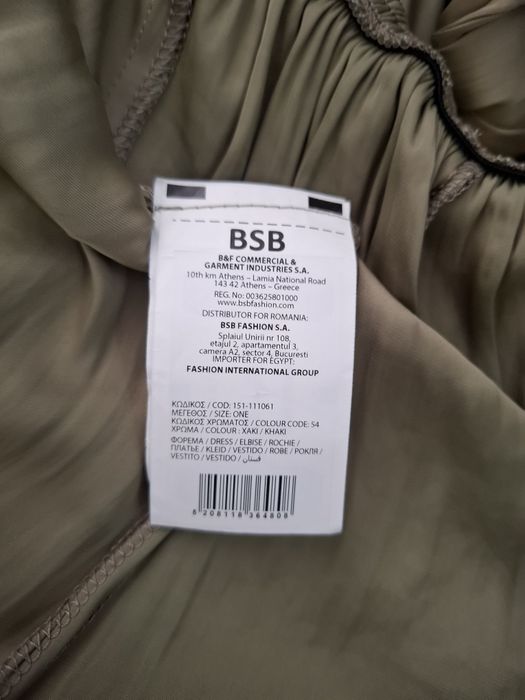 BSB
B&F COMMERCIAL &
GARMENT INDUSTRIES S.A.
10th km Athens – Lamia National Road
143 42 Athens – Greece
REG. No: 003625801000
www.bsbfashion.com
DISTRIBUTOR FOR ROMANIA:
BSB FASHION S.A.
Splaiul Unirii nr 108,
etajul 2, apartamentul 3,
camera A2, sector 4, Bucuresti
IMPORTER FOR EGYPT:
FASHION INTERNATIONAL GROUP
ΚΩΔΙΚΟΣ / COD: 151-111061
ΜΕΓΕΘΟΣ / SIZE: ONE
ΚΩΔΙΚΟΣ ΧΡΩΜΑΤΟΣ / COLOUR CODE: 54
ΧΡΩΜΑ / COLOUR : ΧΑΚΙ / KHAKI
ΦΟΡΕΜΑ / DRESS / ELBISE / ROCHIE /
ПЛАТЬЕ / KLEID / VESTIDO / ROBE / РОКЛЯ /
VESTITO / VESTIDO / فستان
5208118364808